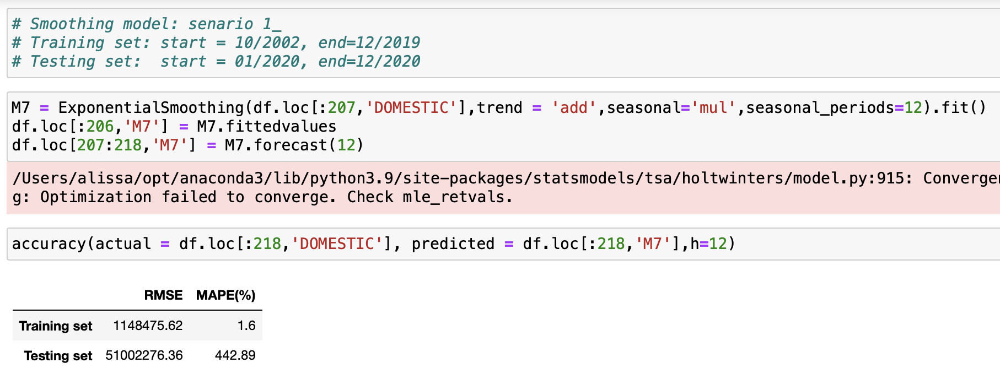 # Smoothing model: senario 1_
# Training set: start = 10/2002, end=12/2019
# Testing set:  start = 01/2020, end=12/2020
M7 = ExponentialSmoothing(df.loc[:207,'DOMESTIC'],trend = 'add',seasonal='mul',seasonal_periods=12).fit()
df.loc[:206,'M7'] = M7.fittedvalues
df.loc[207:218,'M7'] = M7.forecast(12)
/Users/alissa/opt/anaconda3/lib/python3.9/site-packages/statsmodels/tsa/holtwinters/model.py:915:
g: Optimization failed to converge. Check mle_retvals.
accuracy(actual = df.loc[:218,'DOMESTIC'], predicted = df.loc[:218,'M7'],h=12)
RMSE MAPE(%)
Training set 1148475.62 1.6
Testing set 51002276.36 442.89